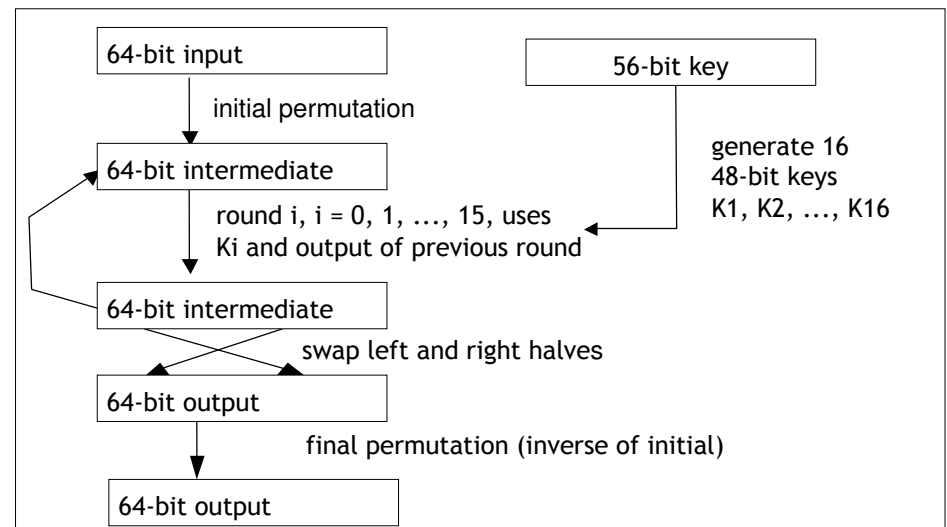 64-bit input
56-bit key
initial permutation
64-bit intermediate
generate 16
48-bit keys
K1, K2, ..., K16
round i, i = 0, 1, ..., 15, uses
Ki and output of previous round
64-bit intermediate
swap left and right halves
64-bit output
final permutation (inverse of initial)
64-bit output